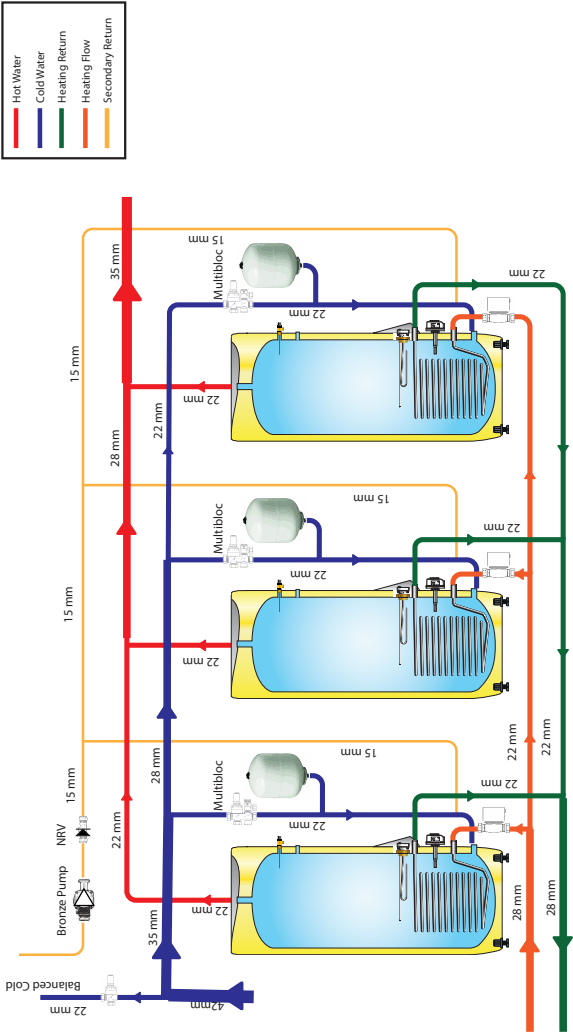 Hot Water
Cold Water
Heating Return
Heating Flow
Secondary Return
35 mm
15 mm
Multibloc
22 mm
22 mm
15 mm
22 mm
22 mm
28 mm
15 mm
Multibloc
22 mm
22 mm
15 mm
22 mm
28 mm
22 mm
22 mm
15 mm
Multibloc
22 mm
22 mm
15 mm
NRV
22 mm
Bronze Pump
22 mm
35 mm
28 mm
28 mm
Balanced Cold
22 mm
42mm